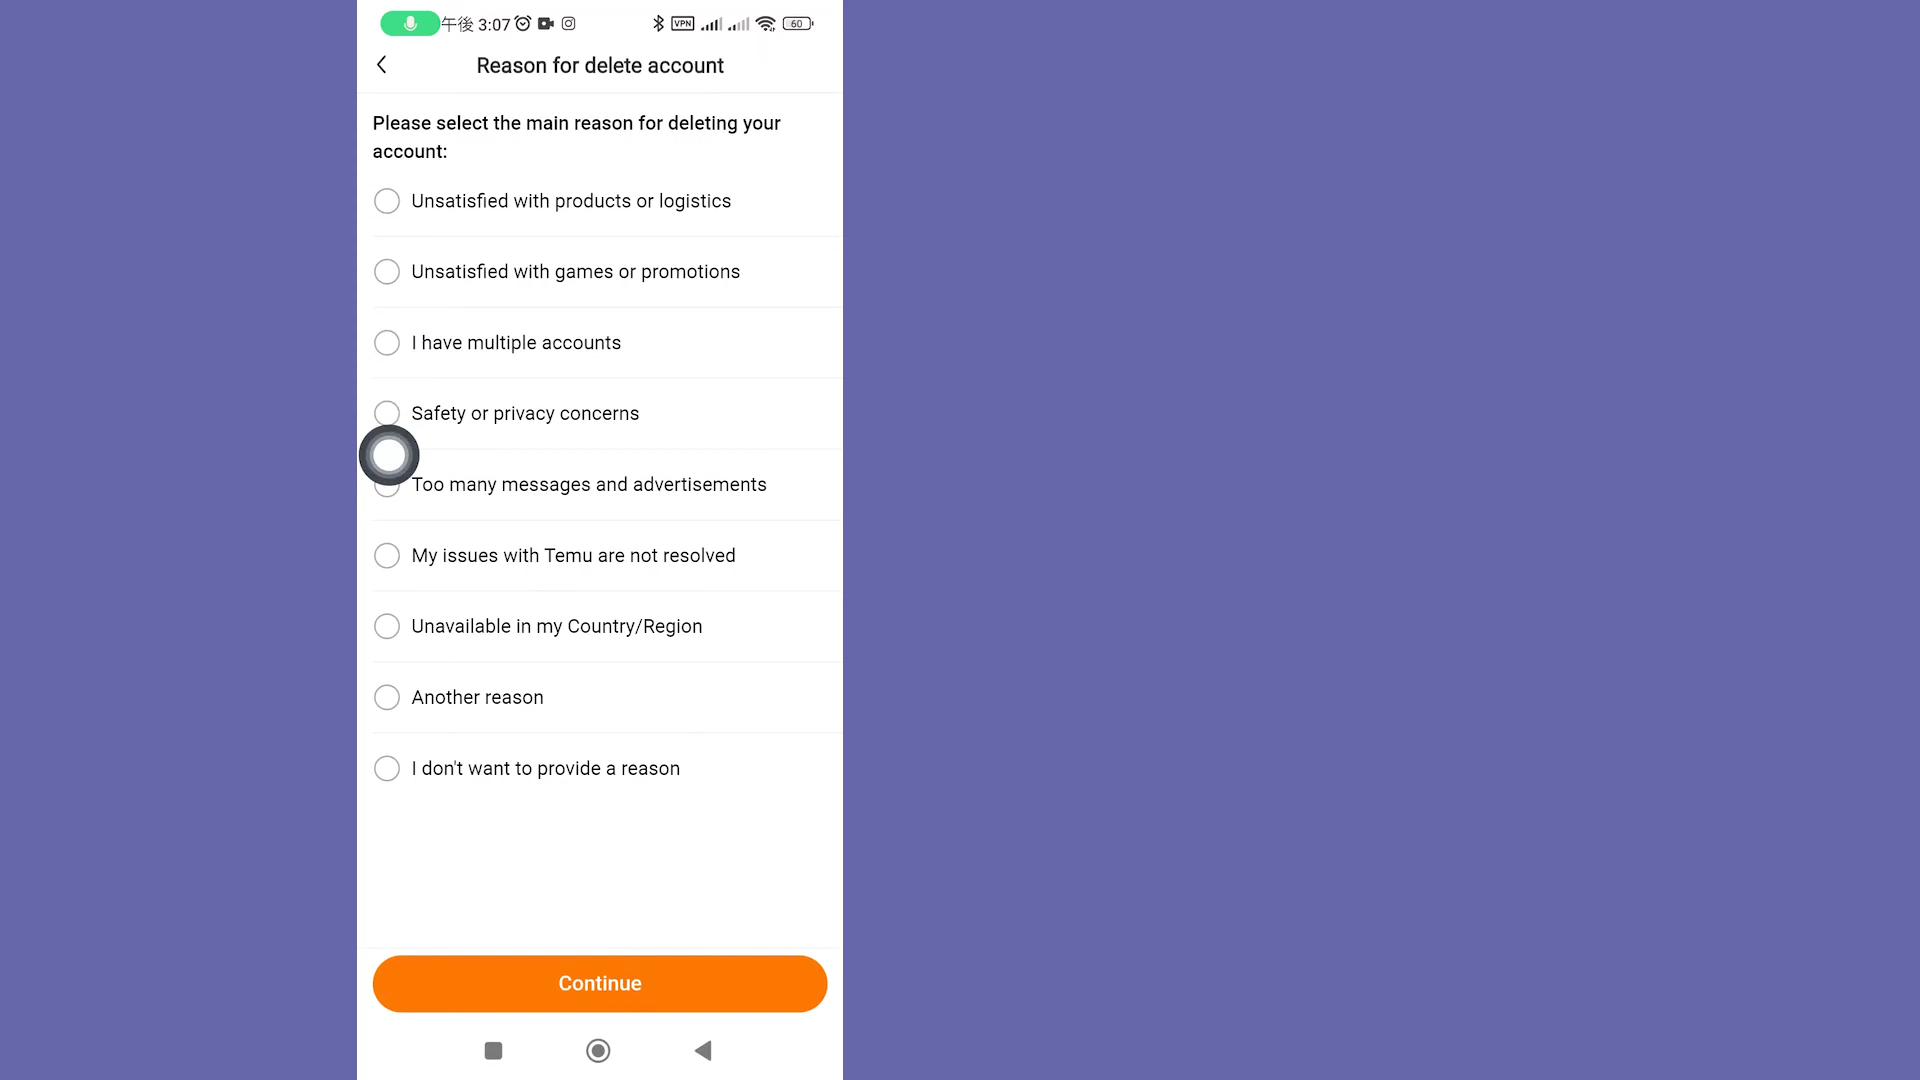 午後 3:07 VPN 60
Reason for delete account
Please select the main reason for deleting your
account:
Unsatisfied with products or logistics
Unsatisfied with games or promotions
I have multiple accounts
Safety or privacy concerns
Too many messages and advertisements
My issues with Temu are not resolved
Unavailable in my Country/Region
Another reason
I don't want to provide a reason
Continue